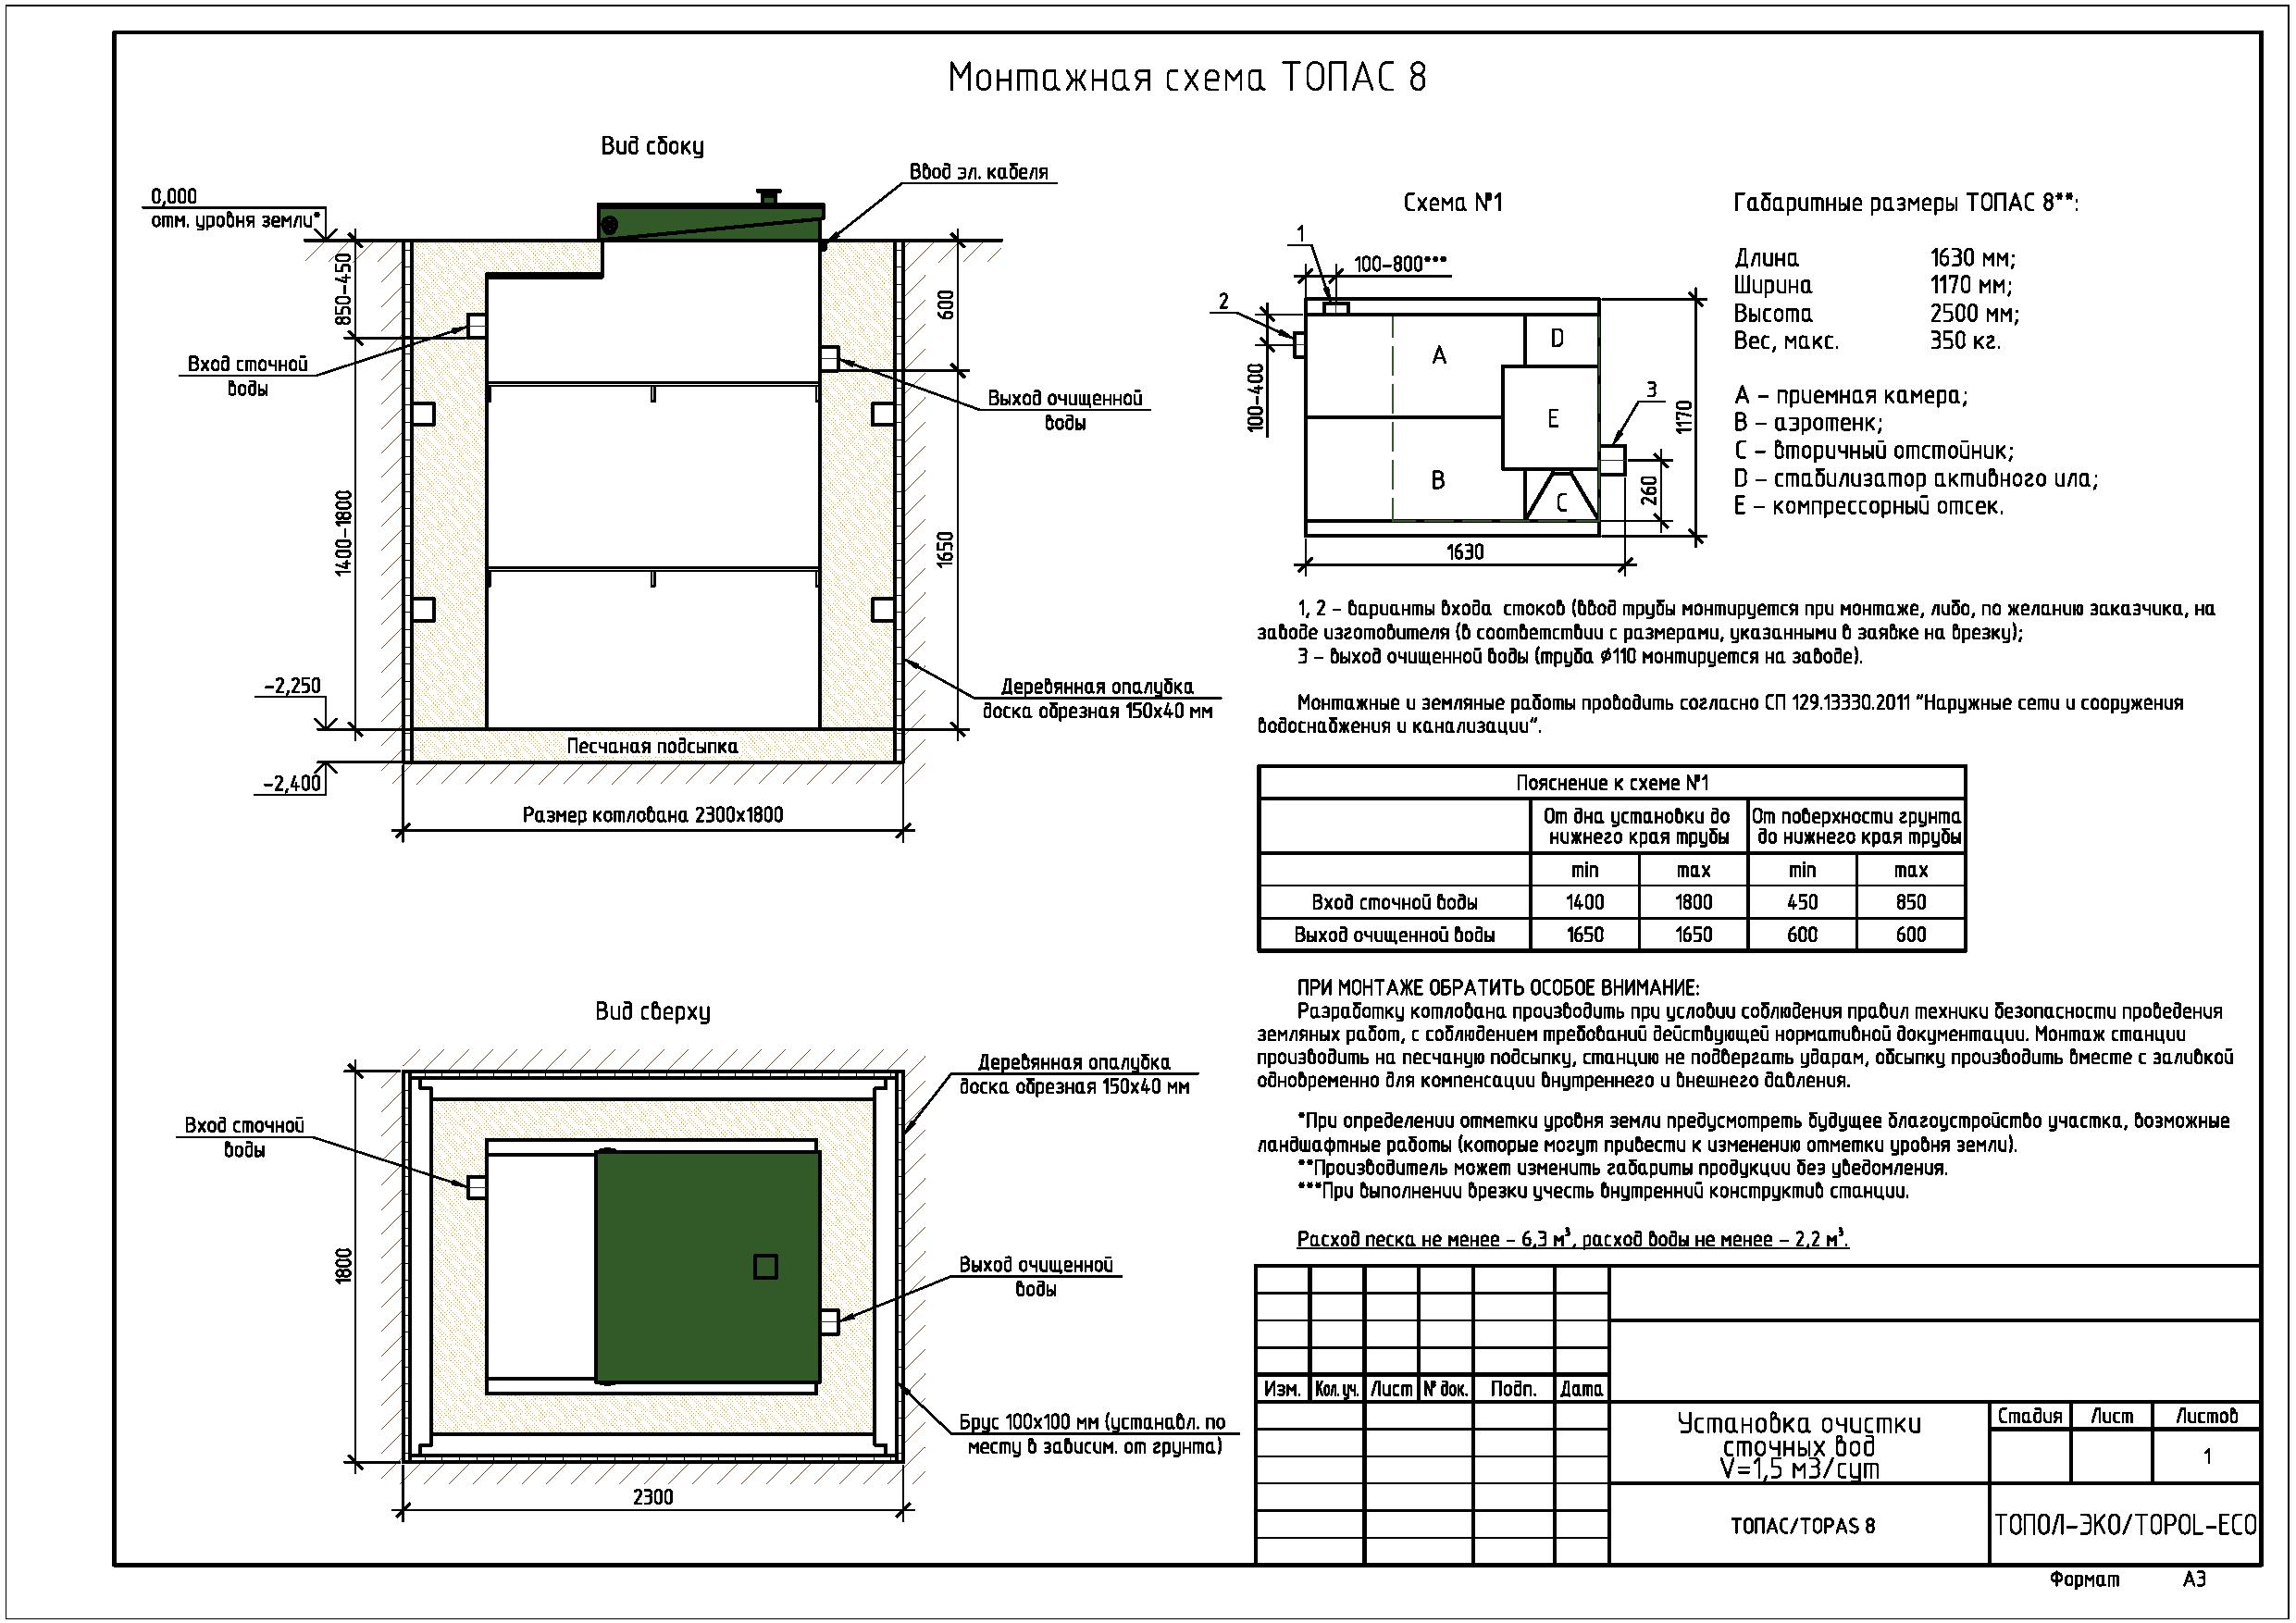 Монтажная схема ТОПАС 8
Вид сбоку
0,000
отм. уровня земли*
Ввод эл. кабеля
850-450
600
Вход сточной
воды
Выход очищенной
воды
1400-1800
1650
-2,250
Деревянная опалубка
доска обрезная 150х40 мм
Песчаная подсыпка
-2,400
Размер котлована 2300х1800
Вид сверху
Деревянная опалубка
доска обрезная 150х40 мм
Вход сточной
воды
1800
Выход очищенной
воды
Брус 100х100 мм (устанавл. по
месту в зависим. от грунта)
2300
Схема №1
1
100-800***
2
100-400
A
D
E
B
C
3
260
1170
1630
Габаритные размеры ТОПАС 8**:
Длина 1630 мм;
Ширина 1170 мм;
Высота 2500 мм;
Вес, макс. 350 кг.
A - приемная камера;
B - аэротенк;
C - вторичный отстойник;
D - стабилизатор активного ила;
E - компрессорный отсек.
1, 2 - варианты входа стоков (ввод трубы монтируется при монтаже, либо, по желанию заказчика, на
заводе изготовителя (в соответствии с размерами, указанными в заявке на врезку);
3 - выход очищенной воды (труба ф110 монтируется на заводе).
Монтажные и земляные работы проводить согласно СП 129.13330.2011 "Наружные сети и сооружения
водоснабжения и канализации".
Пояснение к схеме №1
От дна установки до
нижнего края трубы
От поверхности грунта
до нижнего края трубы
min max min max
Вход сточной воды 1400 1800 450 850
Выход очищенной воды 1650 1650 600 600
ПРИ МОНТАЖЕ ОБРАТИТЬ ОСОБОЕ ВНИМАНИЕ:
Разработку котлована производить при условии соблюдения правил техники безопасности проведения
земляных работ, с соблюдением требований действующей нормативной документации. Монтаж станции
производить на песчаную подсыпку, станцию не подвергать ударам, обсыпку производить вместе с заливкой
одновременно для компенсации внутреннего и внешнего давления.
*При определении отметки уровня земли предусмотреть будущее благоустройство участка, возможные
ландшафтные работы (которые могут привести к изменению отметки уровня земли).
**Производитель может изменить габариты продукции без уведомления.
***При выполнении врезки учесть внутренний конструктив станции.
Расход песка не менее - 6,3 м³, расход воды не менее - 2,2 м³.
Изм. Кол.уч. Лист № док. Подп. Дата
Установка очистки
сточных вод
V=1,5 м3/сут
Стадия Лист Листов
1
ТОПАС/TOPAS 8
ТОПОЛ-ЭКО/TOPOL-ECO
Формат А3